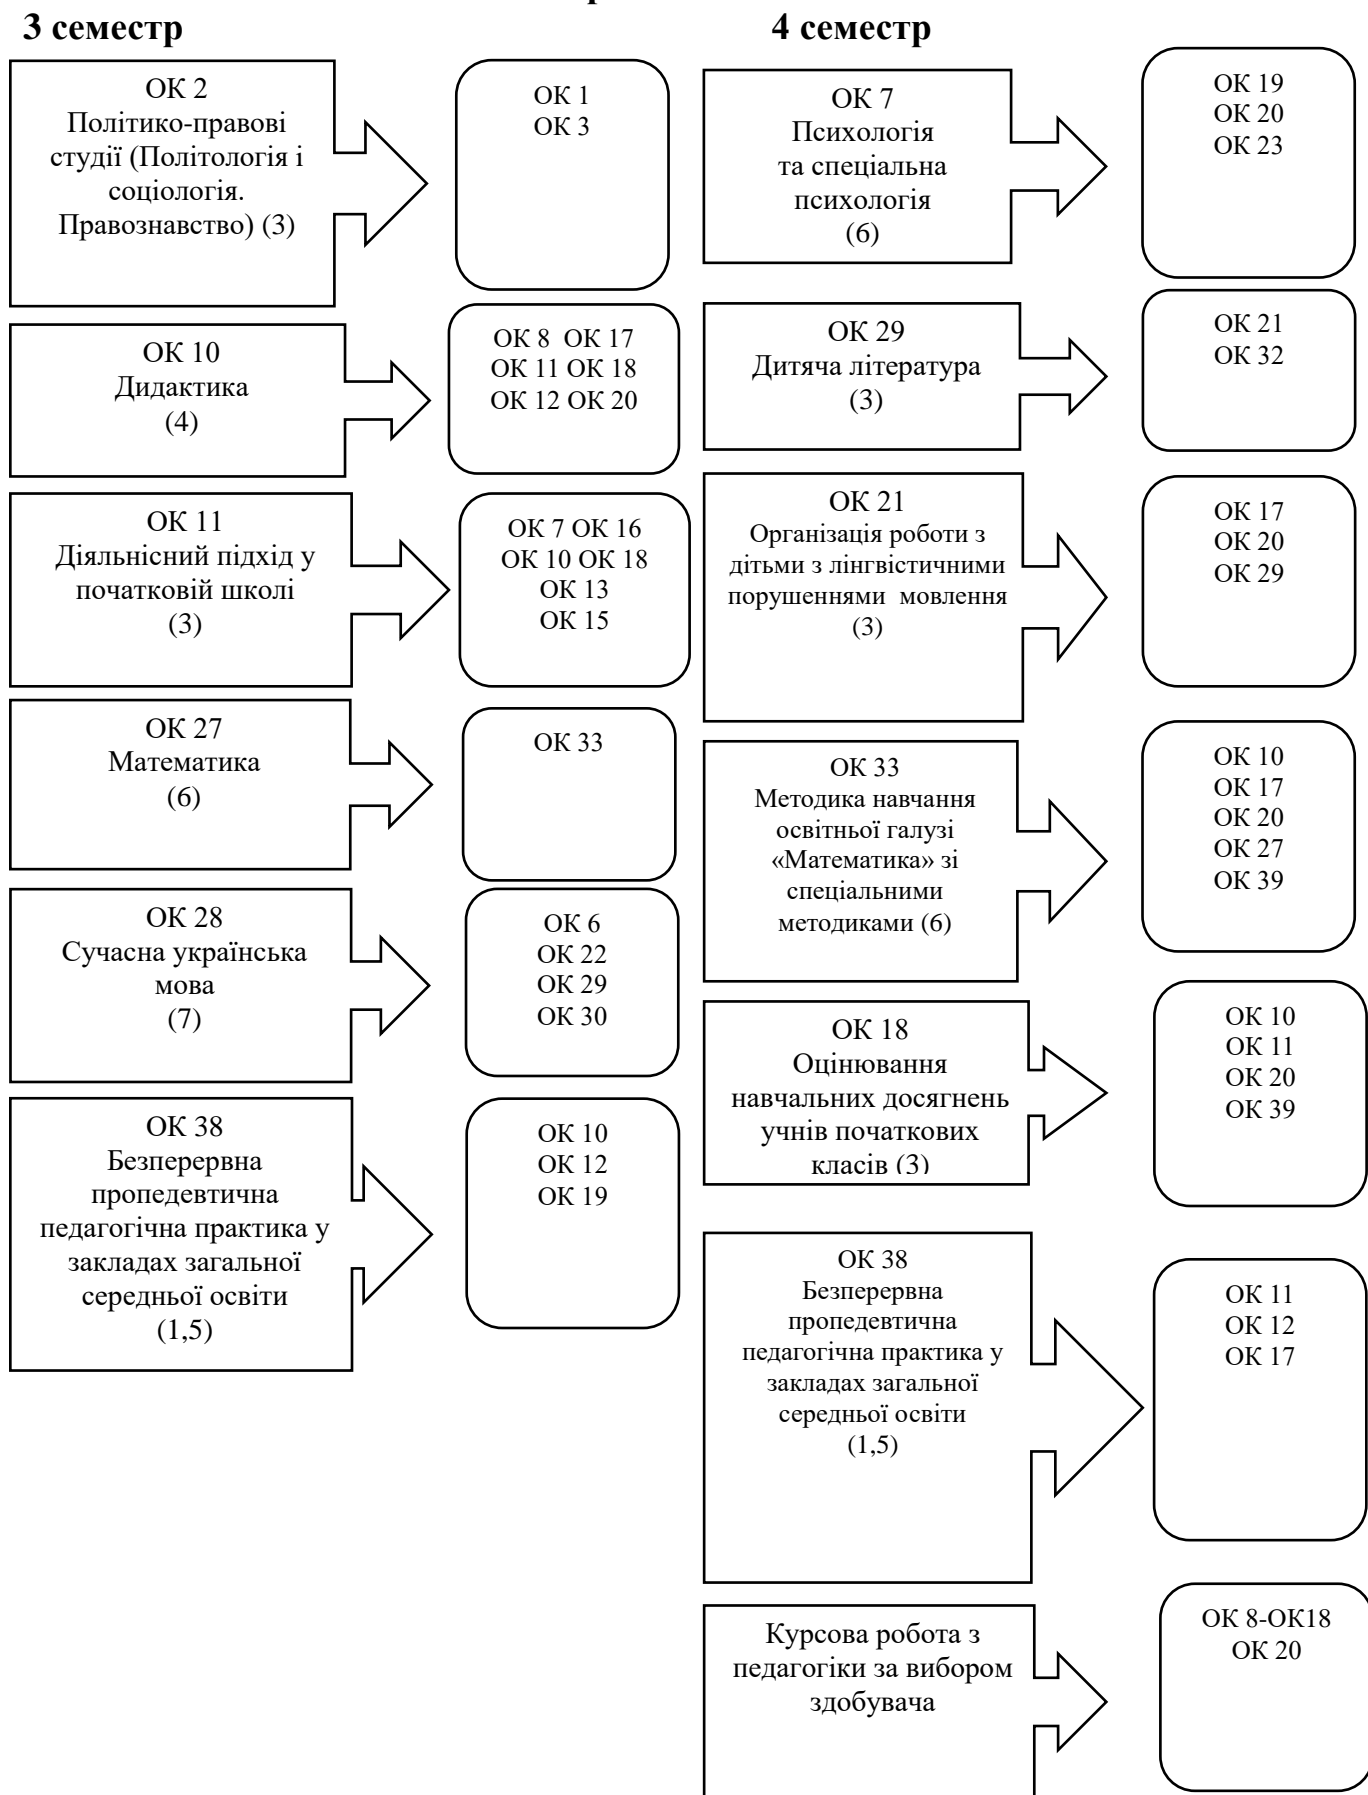 3 семестр
ОК 2
Політико-правові
студії (Політологія і
соціологія.
Правознавство) (3)
ОК 1
ОК 3
ОК 10
Дидактика
(4)
ОК 8 ОК 17
ОК 11 ОК 18
ОК 12 ОК 20
ОК 11
Діяльнісний підхід у
початковій школі
(3)
ОК 7 ОК 16
ОК 10 ОК 18
ОК 13
ОК 15
ОК 27
Математика
(6)
ОК 33
ОК 28
Сучасна українська
мова
(7)
ОК 6
ОК 22
ОК 29
ОК 30
ОК 38
Безперервна
пропедевтична
педагогічна практика у
закладах загальної
середньої освіти
(1,5)
ОК 10
ОК 12
ОК 19
4 семестр
ОК 7
Психологія
та спеціальна
психологія
(6)
ОК 19
ОК 20
ОК 23
ОК 29
Дитяча література
(3)
ОК 21
ОК 32
ОК 21
Організація роботи з
дітьми з лінгвістичними
порушеннями мовлення
(3)
ОК 17
ОК 20
ОК 29
ОК 33
Методика навчання
освітньої галузі
«Математика» зі
спеціальними
методиками (6)
ОК 10
ОК 17
ОК 20
ОК 27
ОК 39
ОК 18
Оцінювання
навчальних досягнень
учнів початкових
класів (3)
ОК 10
ОК 11
ОК 20
ОК 39
ОК 38
Безперервна
пропедевтична
педагогічна практика у
закладах загальної
середньої освіти
(1,5)
ОК 11
ОК 12
ОК 17
Курсова робота з
педагогіки за вибором
здобувача
ОК 8-ОК18
ОК 20